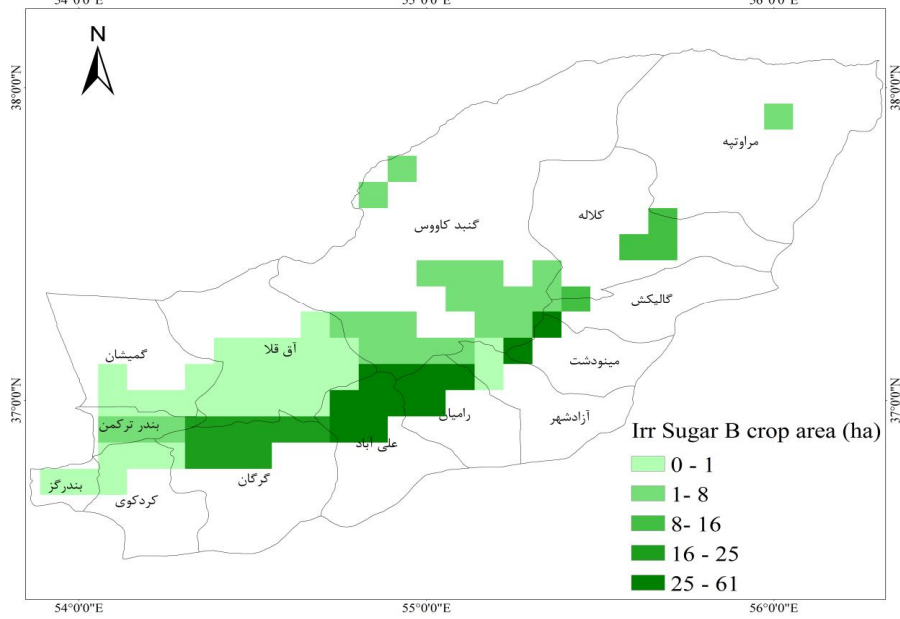 54°0'0"E 55°0'0"E 56°0'0"E
N
38°0'0"N
38°0'0"N
مراوتپه
کلاله
گنبد کاووس
گالیکش
آق قلا
گمیشان
مینودشت
37°0'0"N
37°0'0"N
رامیان
آزادشهر
بندر ترکمن
علی آباد
گرگان
بندرگز
کردکوی
Irr Sugar B crop area (ha)
0 - 1
1- 8
8- 16
16 - 25
25 - 61
54°0'0"E 55°0'0"E 56°0'0"E